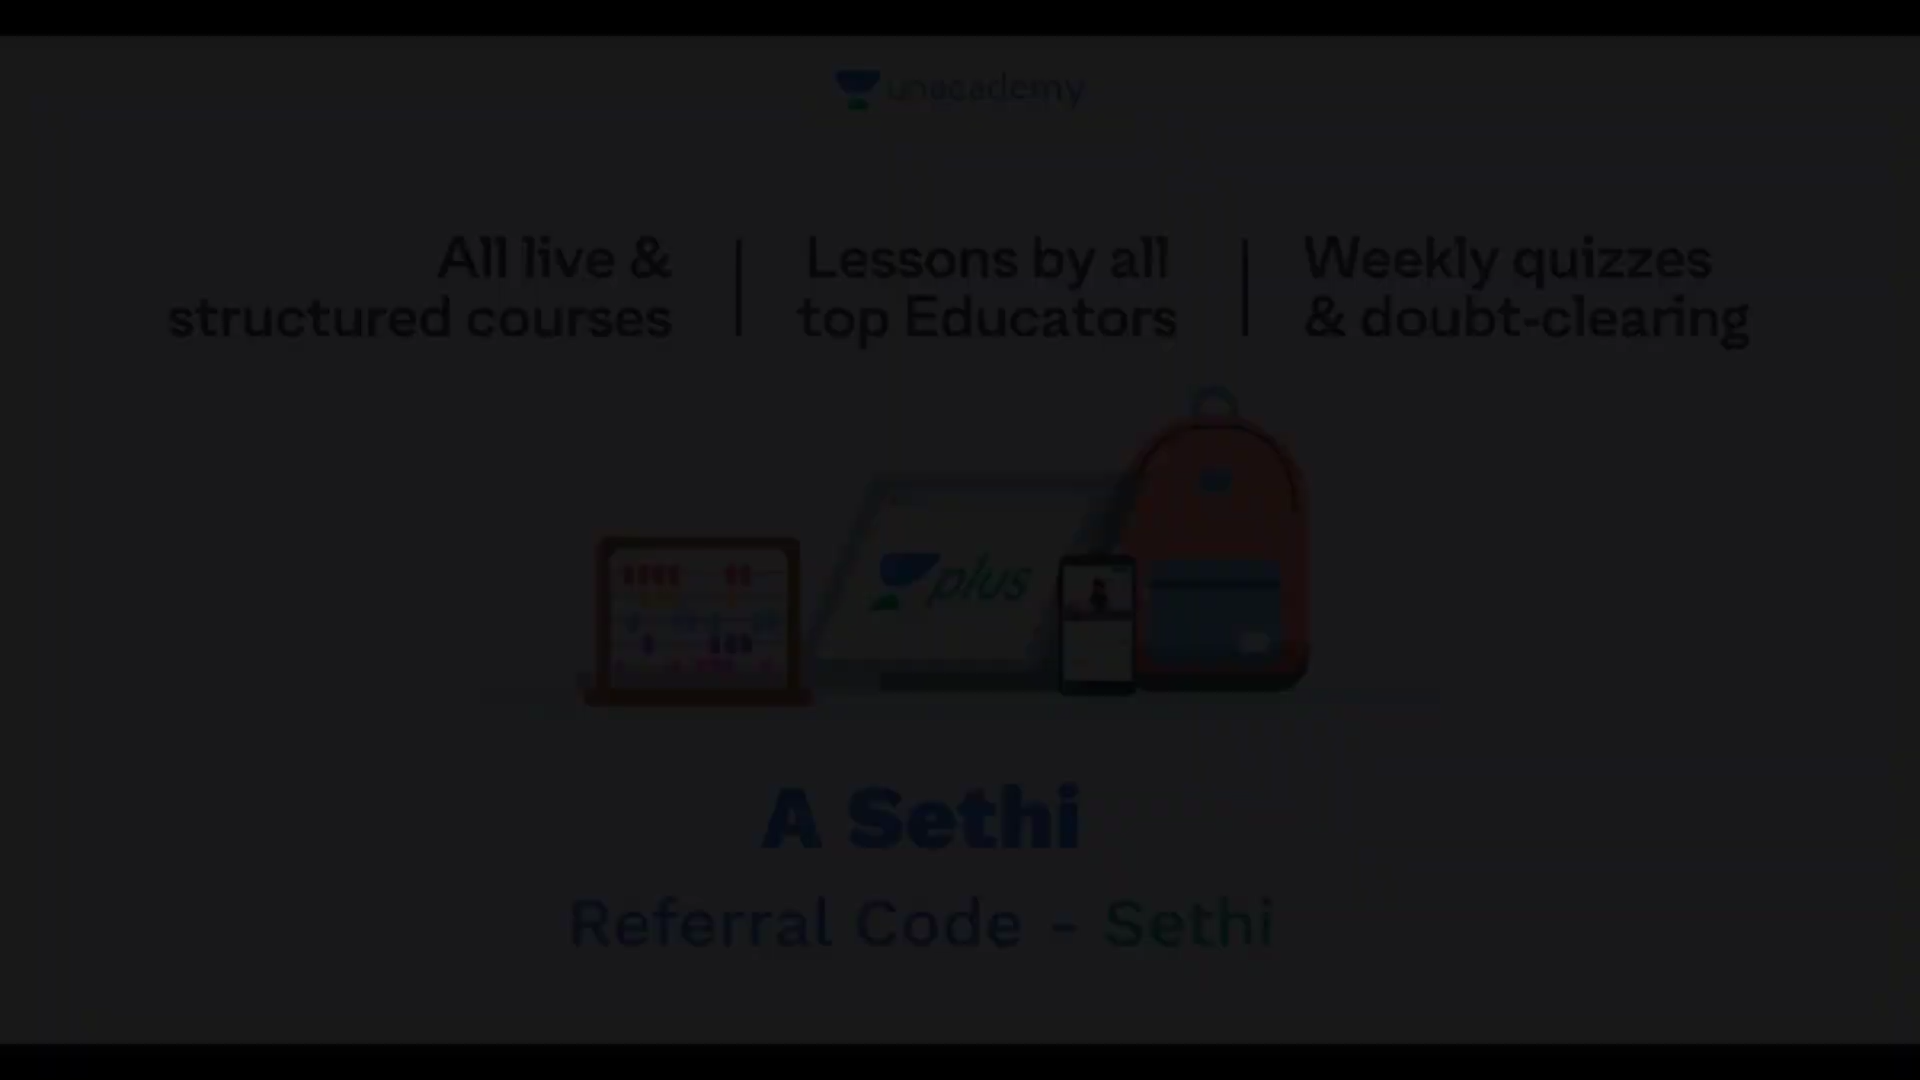 unacademy
All live &
structured courses
Lessons by all
top Educators
Weekly quizzes
& doubt-clearing
plus
A Sethi
Referral Code - Sethi